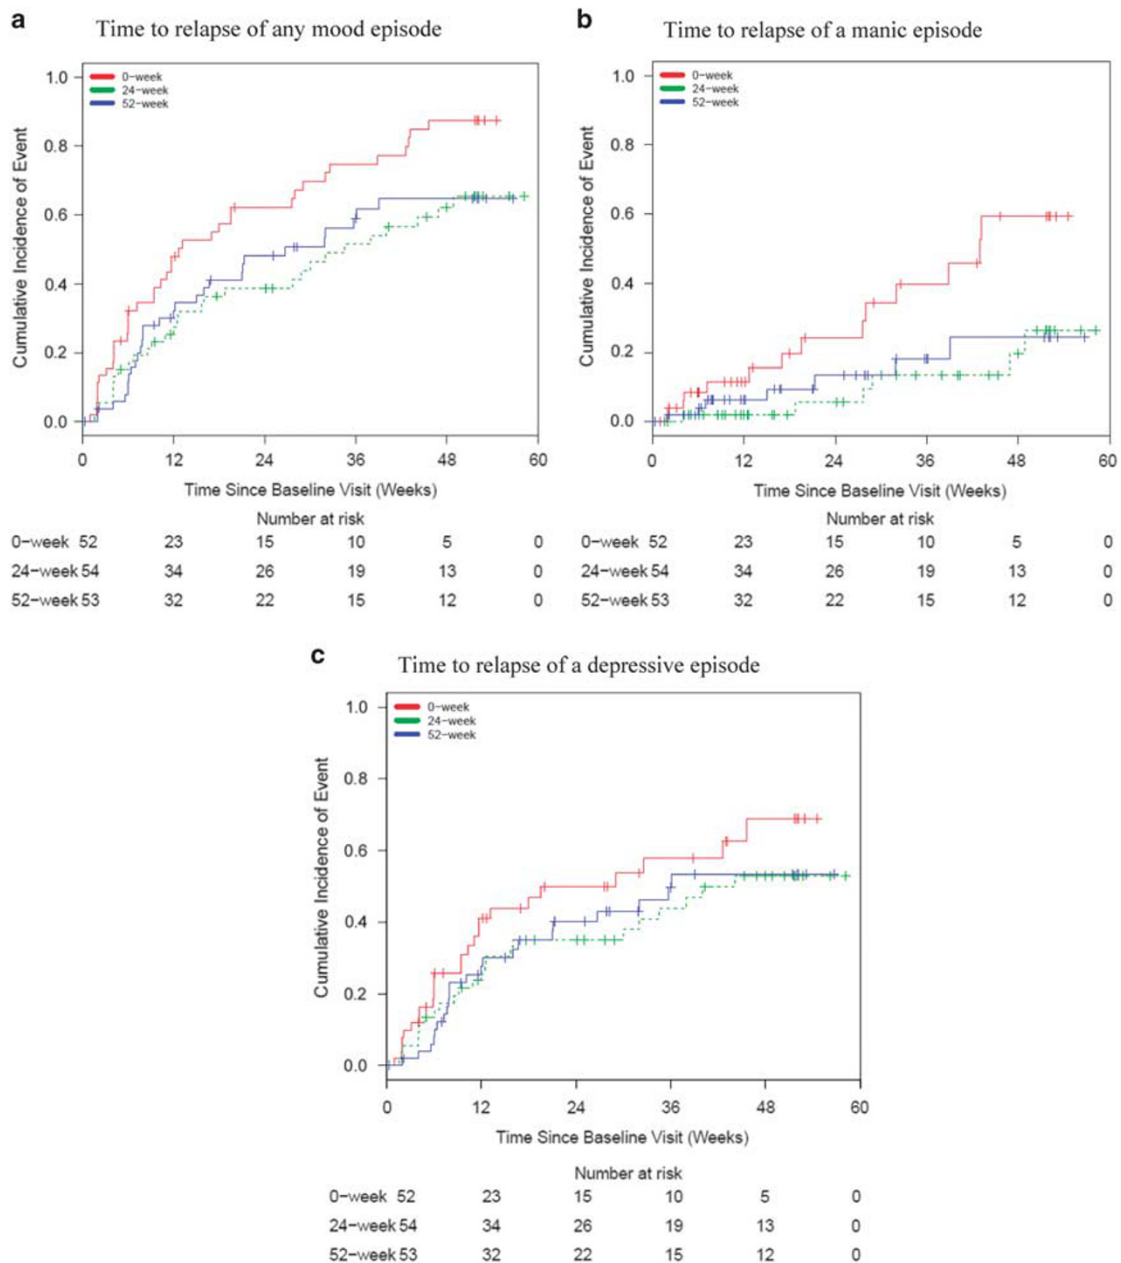 a
Time to relapse of any mood episode
1.0
0.8
0.6
0.4
0.2
0.0
Cumulative Incidence of Event
0-week
24-week
52-week
0 12 24 36 48 60
Time Since Baseline Visit (Weeks)
Number at risk
0-week 52 23 15 10 5 0
24-week 54 34 26 19 13 0
52-week 53 32 22 15 12 0
b
Time to relapse of a manic episode
1.0
0.8
0.6
0.4
0.2
0.0
Cumulative Incidence of Event
0-week
24-week
52-week
0 12 24 36 48 60
Time Since Baseline Visit (Weeks)
Number at risk
0-week 52 23 15 10 5 0
24-week 54 34 26 19 13 0
52-week 53 32 22 15 12 0
c
Time to relapse of a depressive episode
1.0
0.8
0.6
0.4
0.2
0.0
Cumulative Incidence of Event
0-week
24-week
52-week
0 12 24 36 48 60
Time Since Baseline Visit (Weeks)
Number at risk
0-week 52 23 15 10 5 0
24-week 54 34 26 19 13 0
52-week 53 32 22 15 12 0